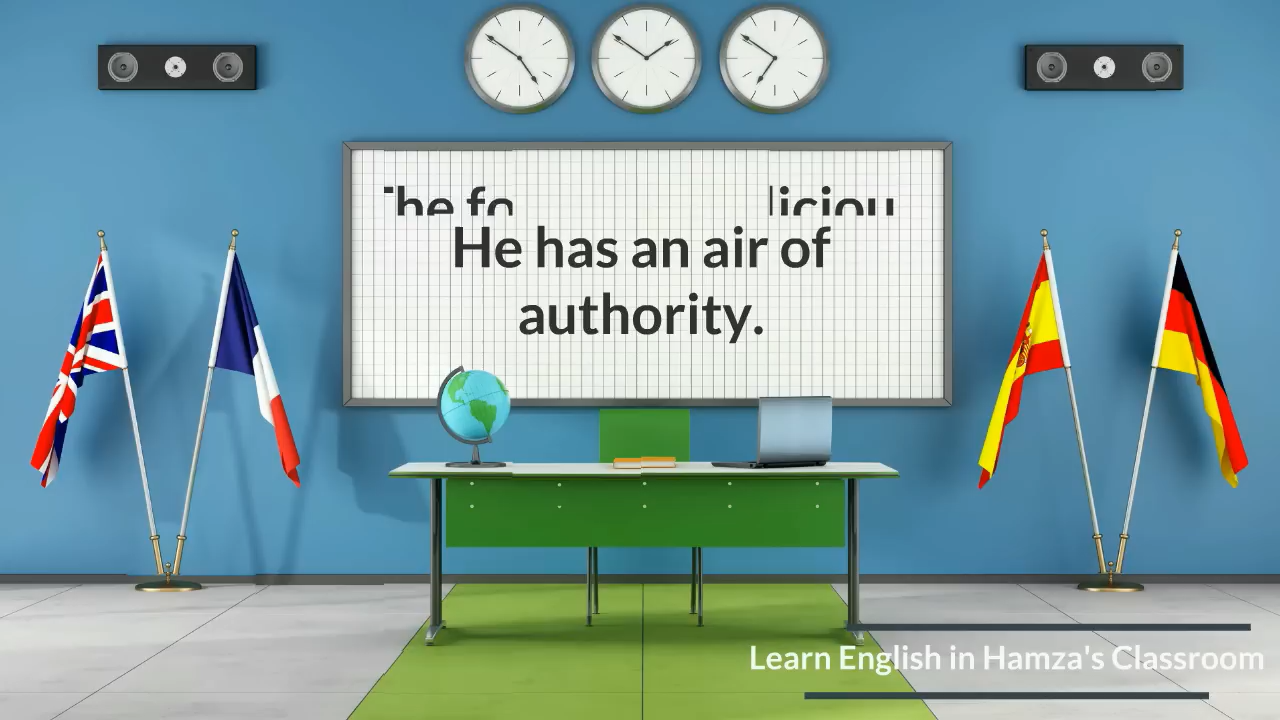 He has an air of
authority.
Learn English in Hamza's Classroom